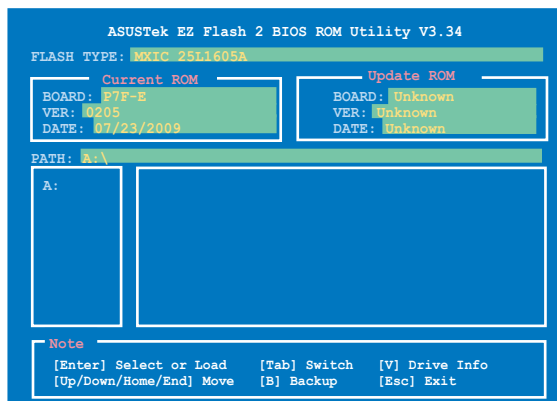 ASUSTek EZ Flash 2 BIOS ROM Utility V3.34
FLASH TYPE: MXIC 25L1605A
Current ROM
BOARD: P7F-E
VER: 0205
DATE: 07/23/2009
Update ROM
BOARD: Unknown
VER: Unknown
DATE: Unknown
PATH: A:\
A:
Note
[Enter] Select or Load [Tab] Switch [V] Drive Info
[Up/Down/Home/End] Move [B] Backup [Esc] Exit